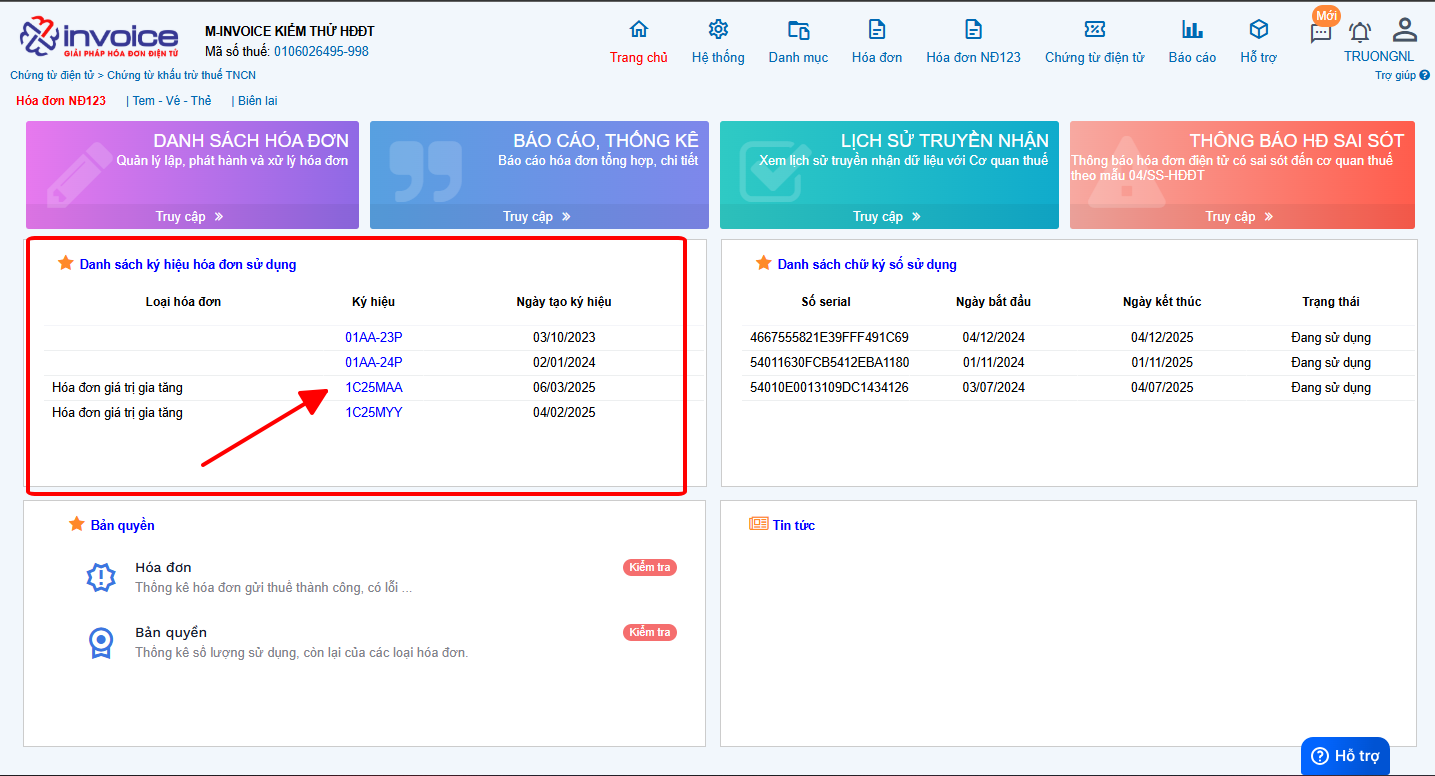 invoice
GIẢI PHÁP HÓA ĐƠN ĐIỆN TỬ
M-INVOICE KIỂM THỬ HĐĐT
Mã số thuế: 0106026495-998
Trang chủ
Hệ thống
Danh mục
Hóa đơn
Hóa đơn NĐ123
Chứng từ điện tử
Báo cáo
Hỗ trợ
Mới
TRUONGNL
Chứng từ điện tử > Chứng từ khấu trừ thuế TNCN
Trợ giúp ?
Hóa đơn NĐ123 | Tem - Vé - Thẻ | Biên lai
DANH SÁCH HÓA ĐƠN
Quản lý lập, phát hành và xử lý hóa đơn
Truy cập »
BÁO CÁO, THỐNG KÊ
Báo cáo hóa đơn tổng hợp, chi tiết
Truy cập »
LỊCH SỬ TRUYỀN NHẬN
Xem lịch sử truyền nhận dữ liệu với Cơ quan thuế
Truy cập »
THÔNG BÁO HĐ SAI SÓT
Thông báo hóa đơn điện tử có sai sót đến cơ quan thuế
theo mẫu 04/SS-HĐĐT
Truy cập »
Danh sách ký hiệu hóa đơn sử dụng
Loại hóa đơn Ký hiệu Ngày tạo ký hiệu
01AA-23P 03/10/2023
01AA-24P 02/01/2024
Hóa đơn giá trị gia tăng 1C25MAA 06/03/2025
Hóa đơn giá trị gia tăng 1C25MYY 04/02/2025
Danh sách chữ ký số sử dụng
Số serial Ngày bắt đầu Ngày kết thúc Trạng thái
4667555821E39FFF491C69 04/12/2024 04/12/2025 Đang sử dụng
54011630FCB5412EBA1180 01/11/2024 01/11/2025 Đang sử dụng
54010E0013109DC1434126 03/07/2024 04/07/2025 Đang sử dụng
Bản quyền
Hóa đơn
Kiểm tra
Thống kê hóa đơn gửi thuế thành công, có lỗi ...
Bản quyền
Kiểm tra
Thống kê số lượng sử dụng, còn lại của các loại hóa đơn.
Tin tức
? Hỗ trợ